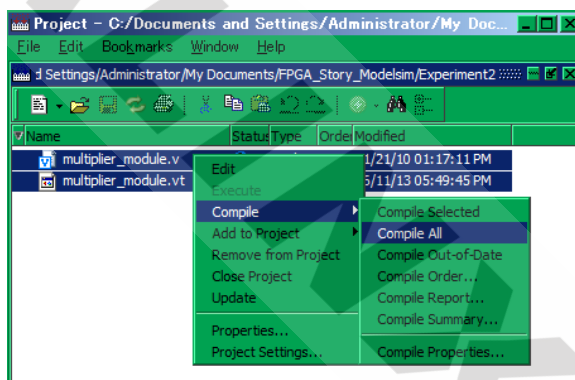 Project - C:/Documents and Settings/Administrator/My Doc...
File Edit Bookmarks Window Help
d Settings/Administrator/My Documents/FPGA_Story_Modelsim/Experiment2
Name Status Type Order Modified
multiplier_module.v 1/21/10 01:17:11 PM
multiplier_module.vt 5/11/13 05:49:45 PM
Edit
Execute
Compile
Add to Project
Remove from Project
Close Project
Update
Properties...
Project Settings...
Compile Selected
Compile All
Compile Out-of-Date
Compile Order...
Compile Report...
Compile Summary...
Compile Properties...